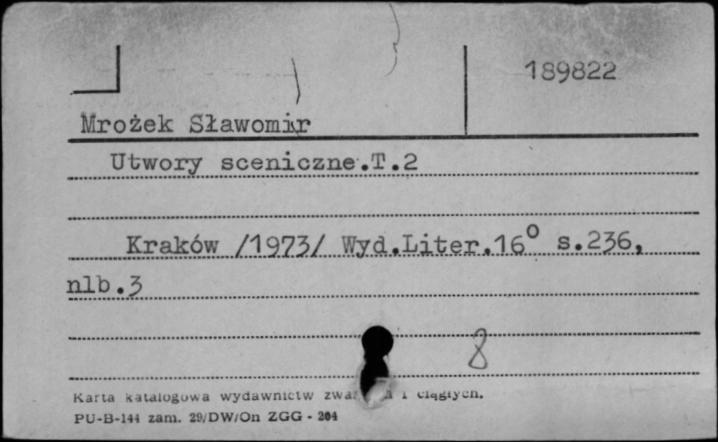 189822
Mrożek Sławomir
Utwory sceniczne.T.2
Kraków /1973/ Wyd.Liter.16° s.236,
nlb.3
8
Karta katalogowa wydawnictw i ciągłych.
PU-B-144 zam. 29/DW/On ZGG - 204